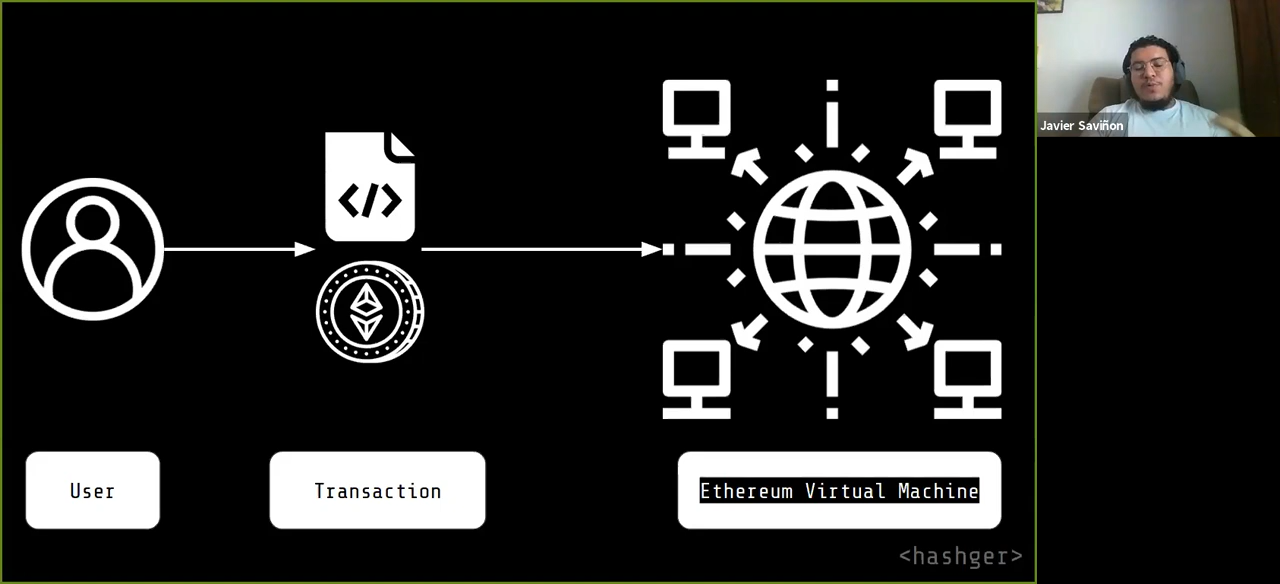 Javier Saviñon
</>
User
Transaction
Ethereum Virtual Machine
<hashger>